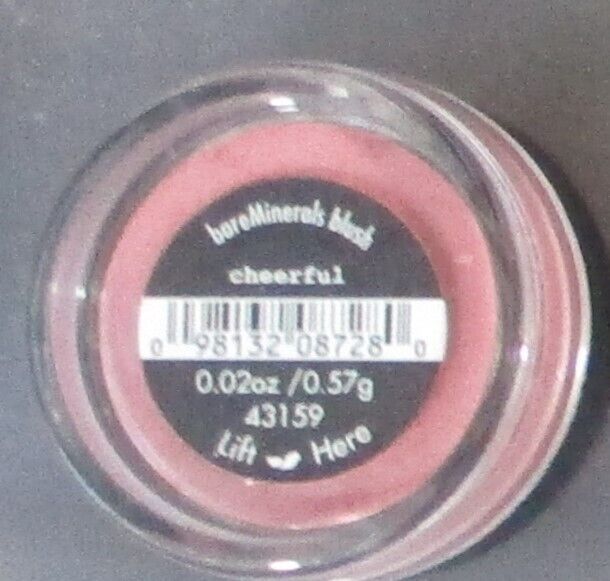 bareMinerals blush
cheerful
0 98132 08728 0
0.02oz /0.57g
43159
Lift Here